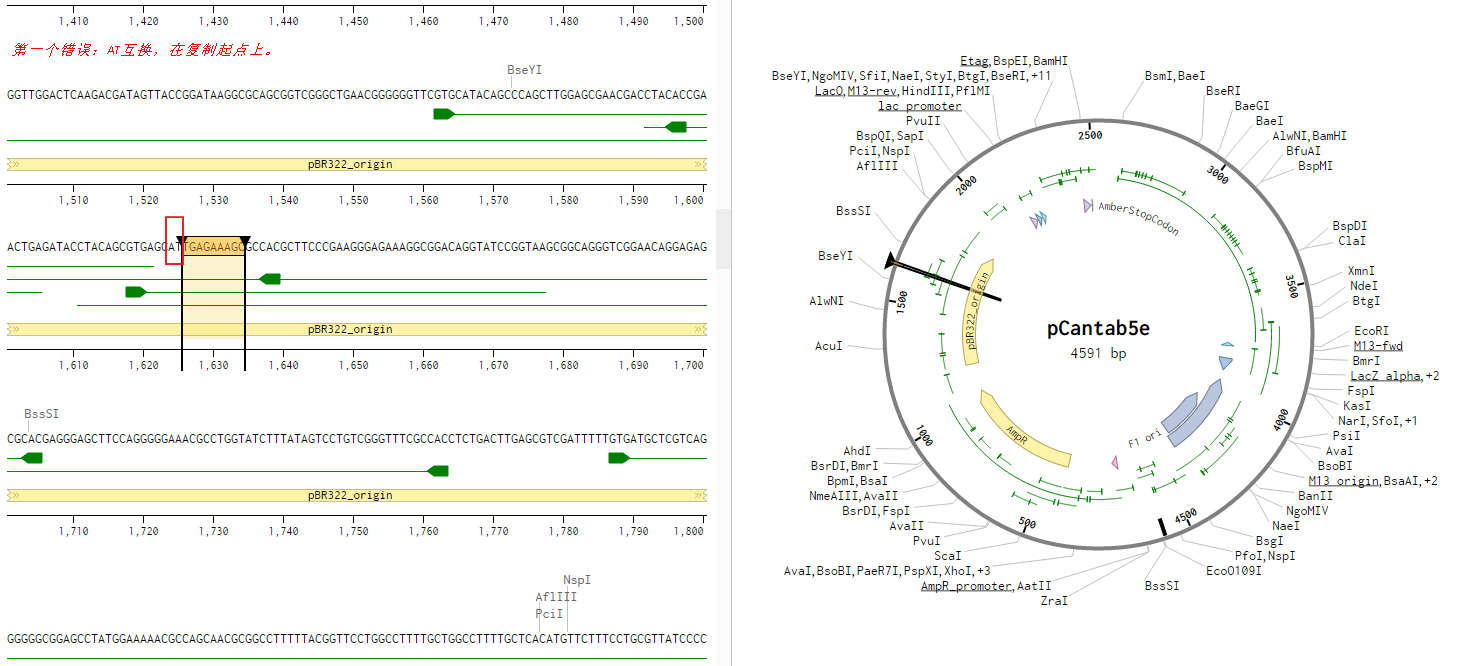 1,410 1,420 1,430 1,440 1,450 1,460 1,470 1,480 1,490 1,500
第一个错误：AT互换，在复制起点上。
BseYI
GGTTGGACTCAAGACGATAGTTACCGGATAAGGCGCAGCGGTCGGGCTGAACGGGGGGTTCGTGCATACAGCCCAGCTTGGAGCGAACGACCTACACCGA
pBR322_origin
1,510 1,520 1,530 1,540 1,550 1,560 1,570 1,580 1,590 1,600
ACTGAGATACCTACAGCGTGAGCATTGAGAAAGCGCCACGCTTCCCGAAGGGAGAAAGGCGGACAGGTATCCGGTAAGCGGCAGGGTCGGAACAGGAGAG
pBR322_origin
1,610 1,620 1,630 1,640 1,650 1,660 1,670 1,680 1,690 1,700
BssSI
CGCACGAGGGAGCTTCCAGGGGGAAACGCCTGGTATCTTTATAGTCCTGTCGGGTTTCGCCACCTCTGACTTGAGCGTCGATTTTTGTGATGCTCGTCAG
pBR322_origin
1,710 1,720 1,730 1,740 1,750 1,760 1,770 1,780 1,790 1,800
NspI
AflIII
PciI
GGGGGCGGAGCCTATGGAAAAACGCCAGCAACGCGGCCTTTTTACGGTTCCTGGCCTTTTGCTGGCCTTTTGCTCACATGTTCTTTCCTGCGTTATCCCC
Etag,BspEI,BamHI
BseYI,NgoMIV,SfiI,NaeI,StyI,BtgI,BseRI,+11
LacO,M13-rev,HindIII,PflMI
lac promoter
PvuII
BspQI,SapI
PciI,NspI
AflIII
BssSI
BseYI
AlwNI
AcuI
AhdI
BsrDI,BmrI
BpmI,BsaI
NmeAIII,AvaII
BsrDI,FspI
AvaII
PvuI
ScaI
AvaI,BsoBI,PaeR7I,PspXI,XhoI,+3
AmpR_promoter,AatII
ZraI
BsmI,BaeI
BseRI
BaeGI
BaeI
AlwNI,BamHI
BfuAI
BspMI
BspDI
ClaI
XmnI
NdeI
BtgI
EcoRI
M13-fwd
BmrI
LacZ alpha,+2
FspI
KasI
NarI,SfoI,+1
PsiI
AvaI
BsoBI
M13 origin,BsaAI,+2
BanII
NgoMIV
NaeI
BsgI
PfoI,NspI
EcoO109I
BssSI
2500
3000
3500
4000
4500
500
1000
1500
2000
AmberStopCodon
pBR322_origin
AmpR
F1 ori
pCantab5e
4591 bp